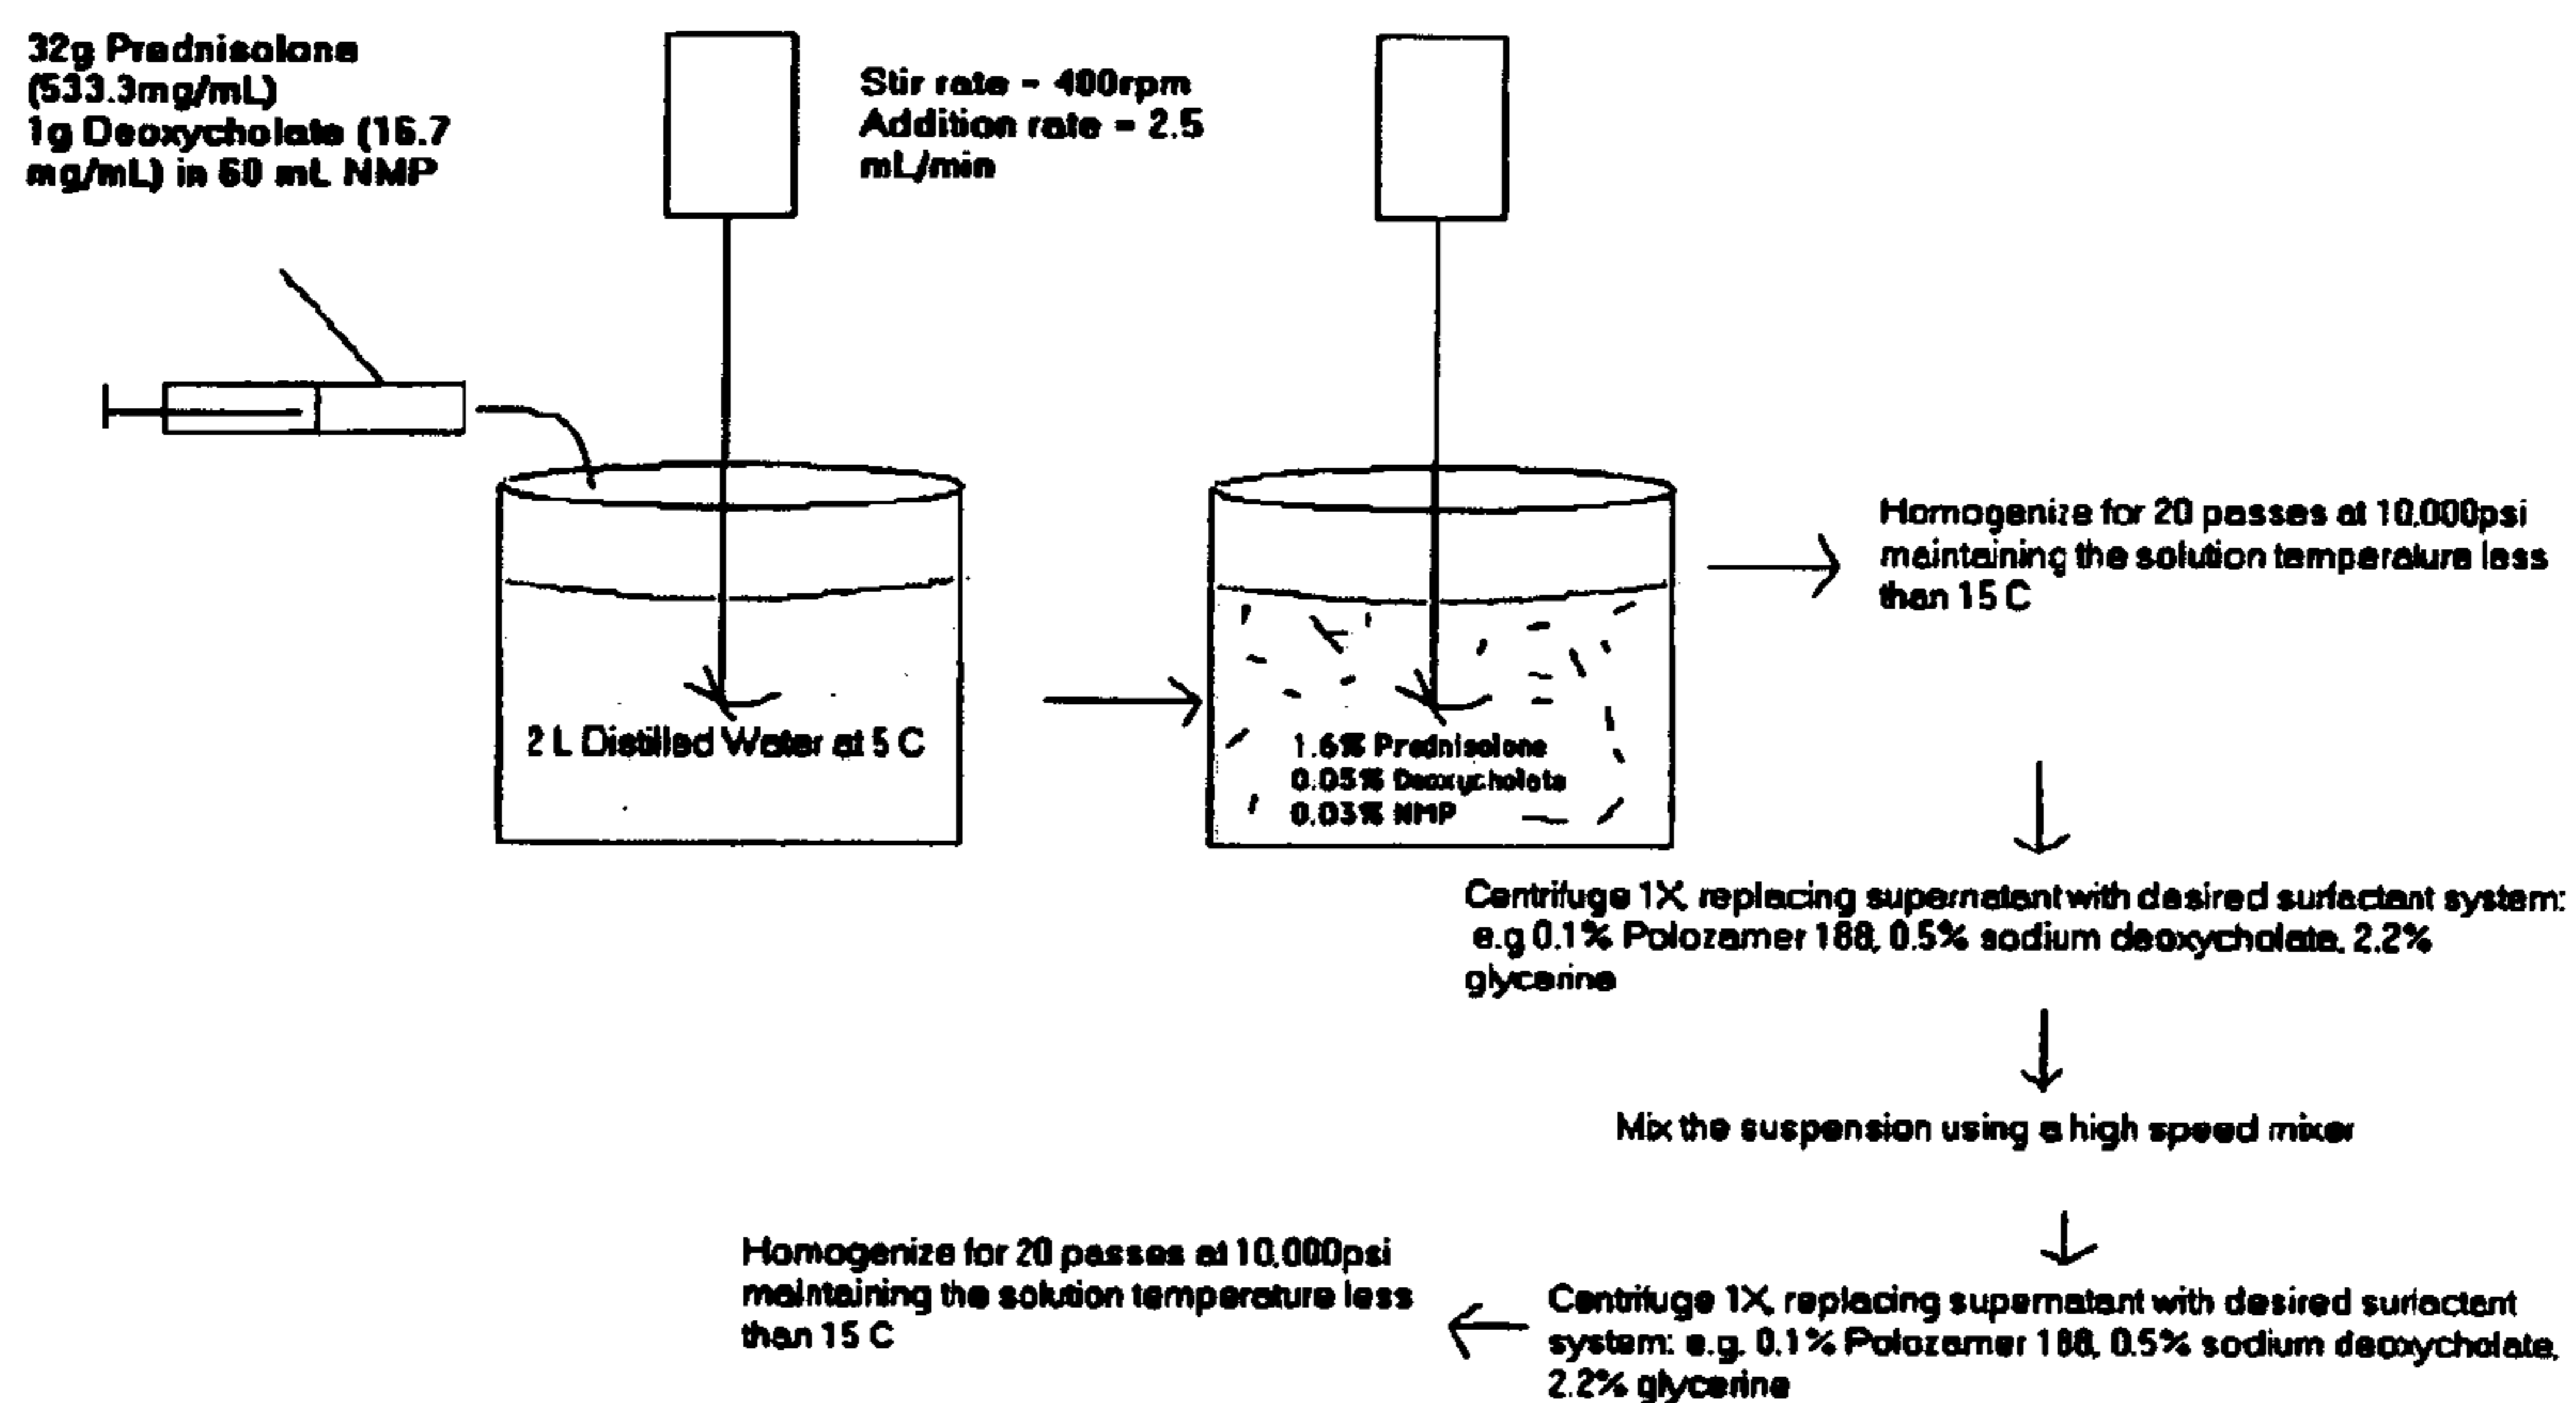 32g Prednisolone
(533.3mg/mL)
1g Deoxycholate (16.7
mg/mL) in 60 mL NMP
Stir rate - 400rpm
Addition rate = 2.5
mL/min
2 L Distilled Water at 5 C
1.6% Prednisolone
0.05% Deoxycholate
0.03% NMP
Homogenize for 20 passes at 10,000psi
maintaining the solution temperature less
than 15 C
Centrifuge 1X, replacing supernatant with desired surfactant system:
e.g 0.1% Polozamer 188, 0.5% sodium deoxycholate, 2.2%
glycerine
Mix the suspension using a high speed mixer
Centrifuge 1X, replacing supernatant with desired surfactant
system: e.g. 0.1% Polozamer 188, 0.5% sodium deoxycholate,
2.2% glycerine
Homogenize for 20 passes at 10,000psi
maintaining the solution temperature less
than 15 C